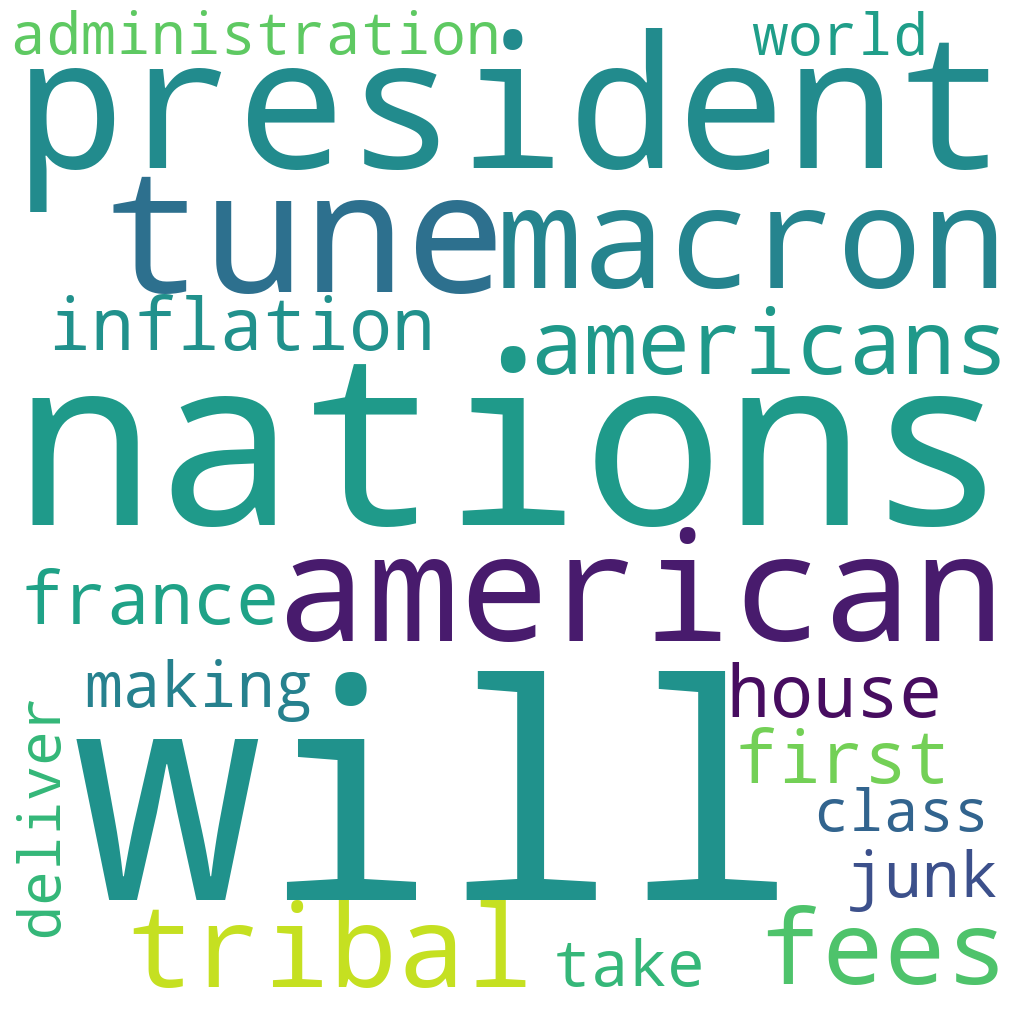 administration world
president
tune macron
inflation americans
nations
american
france
making house
will
first
class
deliver
junk
tribal take fees